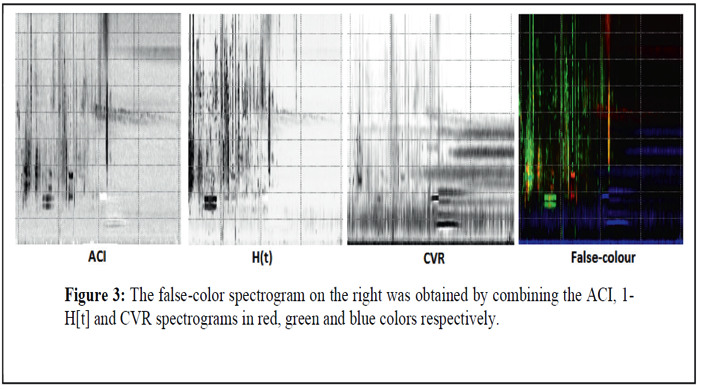 ACI H(t) CVR False-colour
Figure 3: The false-color spectrogram on the right was obtained by combining the ACI, 1-
H[t] and CVR spectrograms in red, green and blue colors respectively.